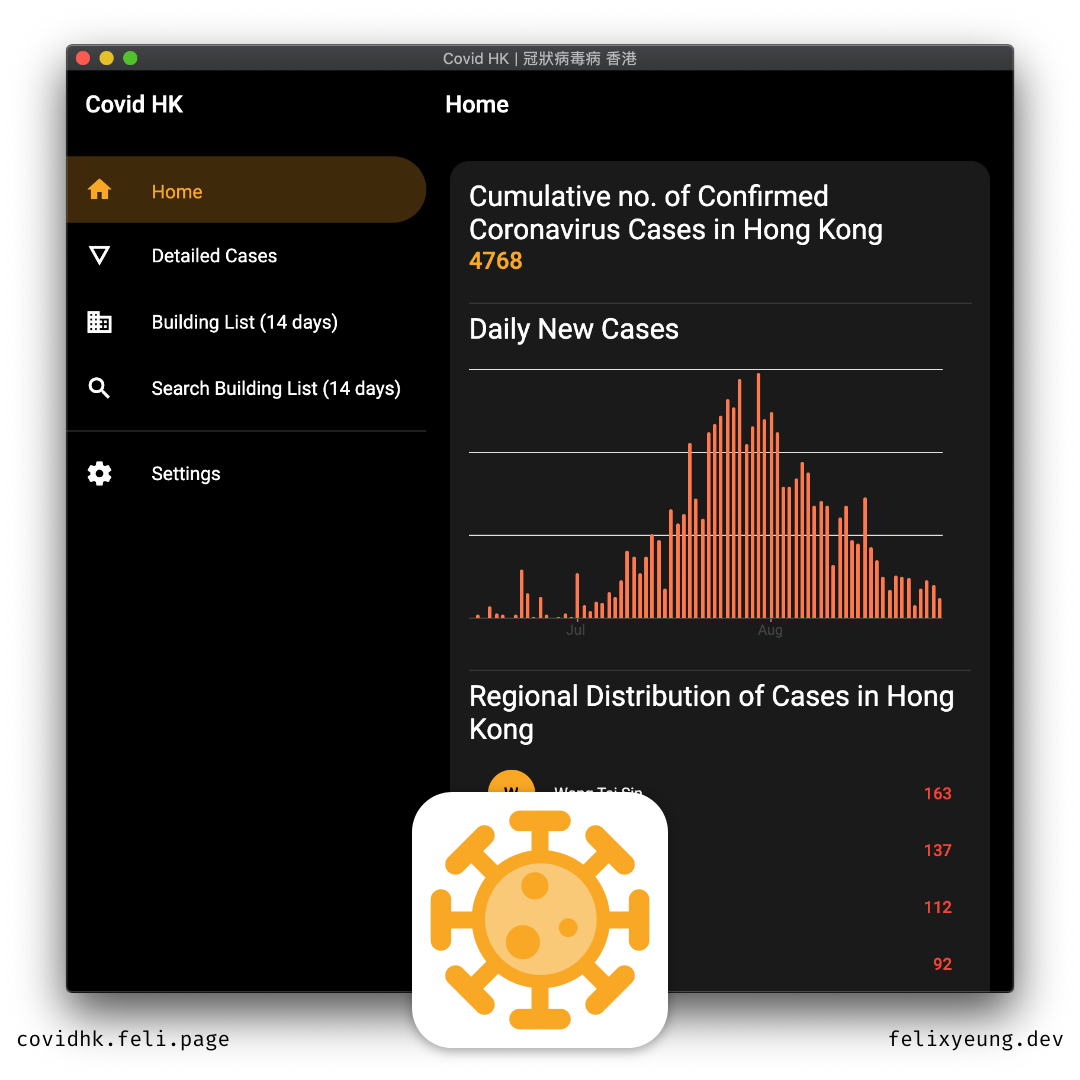 Covid HK | 冠狀病毒病 香港
Covid HK
Home
Home
Detailed Cases
Building List (14 days)
Search Building List (14 days)
Settings
Cumulative no. of Confirmed
Coronavirus Cases in Hong Kong
4768
Daily New Cases
Jul
Aug
Regional Distribution of Cases in Hong
Kong
W
Wong Tai Sin
163
137
112
92
covidhk.feli.page
felixyeung.dev